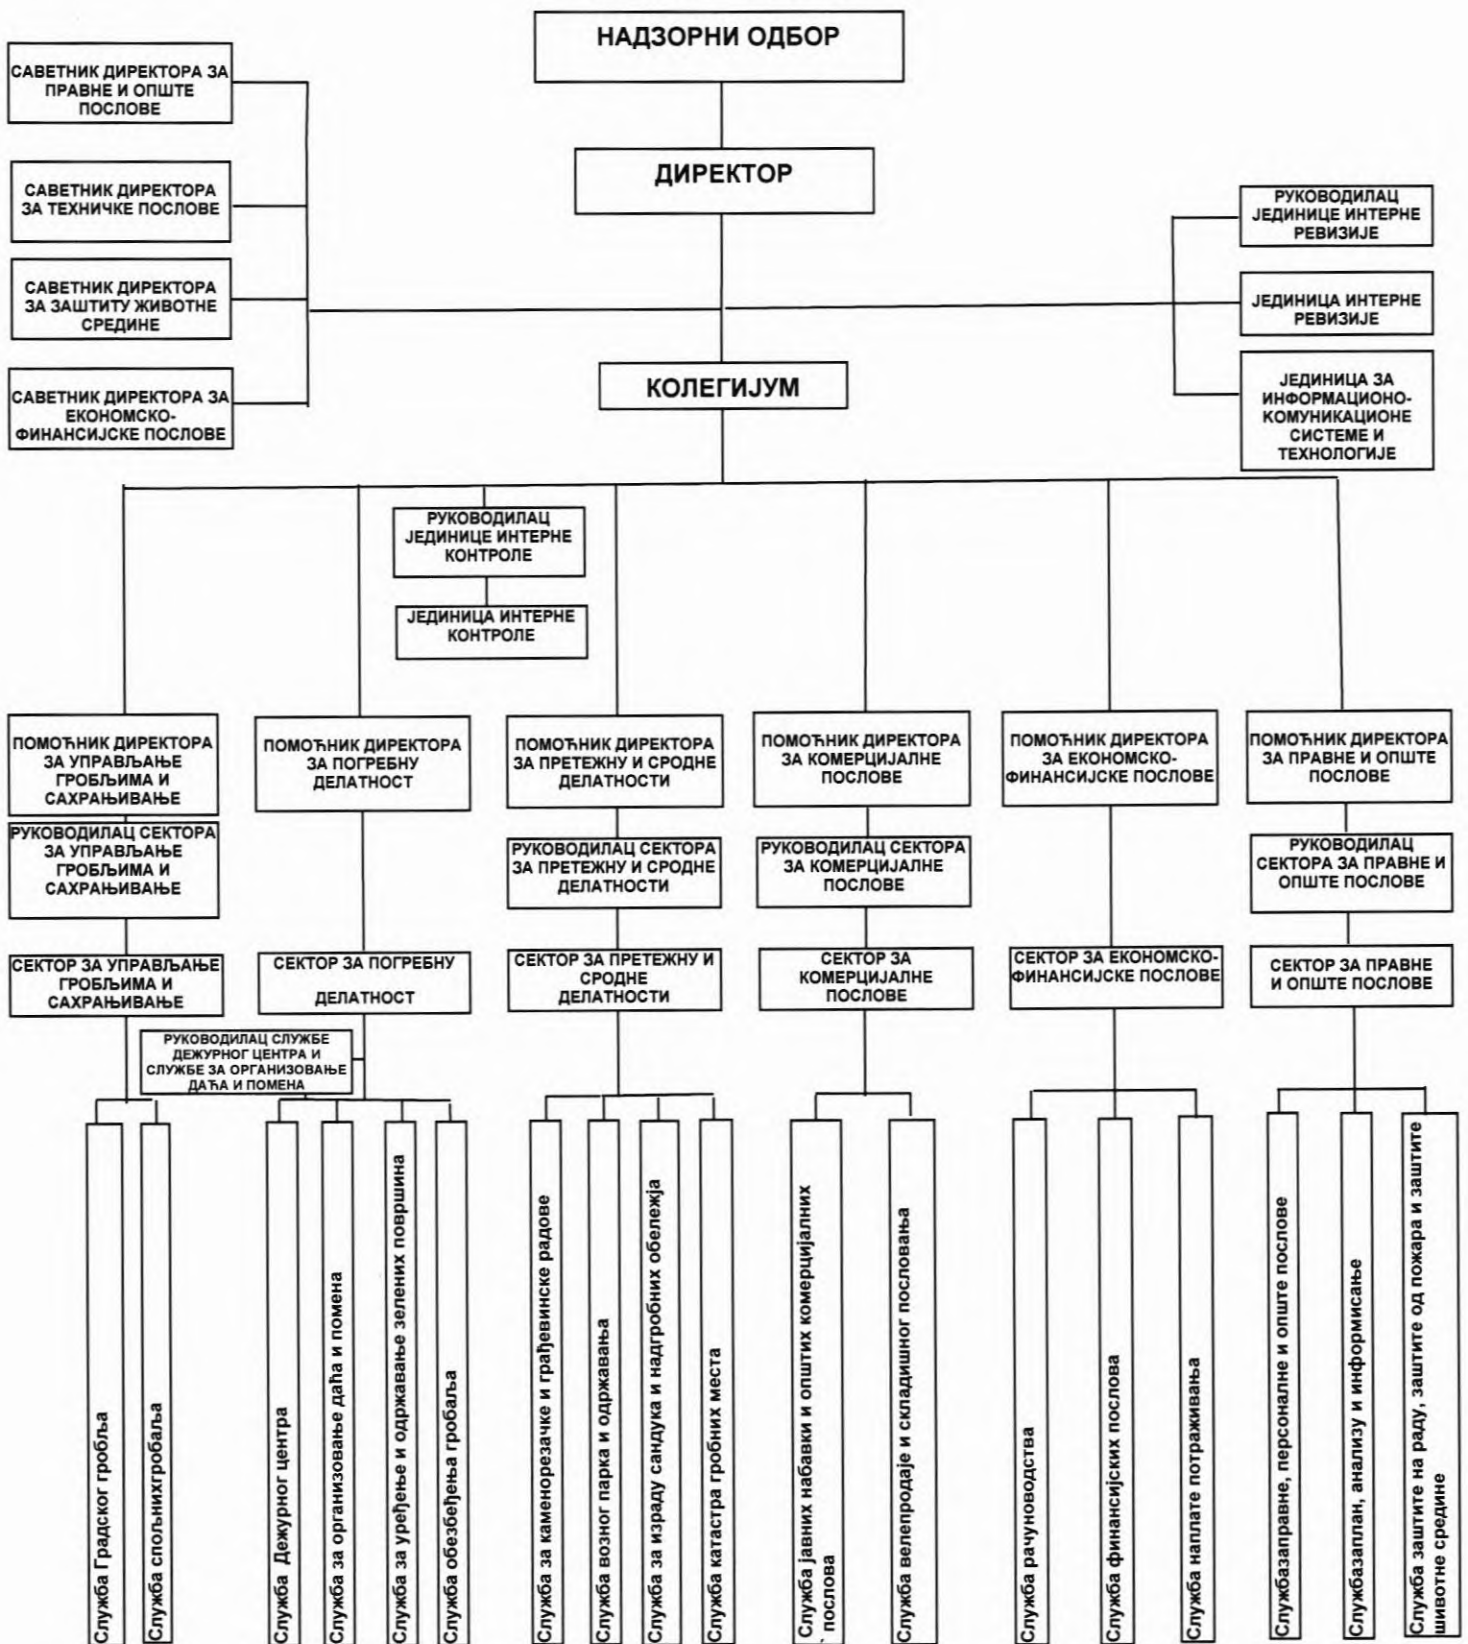 НАДЗОРНИ ОДБОР
САВЕТНИК ДИРЕКТОРА ЗА
ПРАВНЕ И ОПШТЕ
ПОСЛОВЕ
ДИРЕКТОР
САВЕТНИК ДИРЕКТОРА
ЗА ТЕХНИЧКЕ ПОСЛОВЕ
РУКОВОДИЛАЦ
ЈЕДИНИЦЕ ИНТЕРНЕ
РЕВИЗИЈЕ
САВЕТНИК ДИРЕКТОРА
ЗА ЗАШТИТУ ЖИВОТНЕ
СРЕДИНЕ
ЈЕДИНИЦА ИНТЕРНЕ
РЕВИЗИЈЕ
КОЛЕГИЈУМ
САВЕТНИК ДИРЕКТОРА ЗА
ЕКОНОМСКО-
ФИНАНСИЈСКЕ ПОСЛОВЕ
ЈЕДИНИЦА ЗА
ИНФОРМАЦИОНО-
КОМУНИКАЦИОНЕ
СИСТЕМЕ И
ТЕХНОЛОГИЈЕ
РУКОВОДИЛАЦ
ЈЕДИНИЦЕ ИНТЕРНЕ
КОНТРОЛЕ
ЈЕДИНИЦА ИНТЕРНЕ
КОНТРОЛЕ
ПОМОЋНИК ДИРЕКТОРА
ЗА УПРАВЉАЊЕ
ГРОБЉИМА И
САХРАЊИВАЊЕ
ПОМОЋНИК ДИРЕКТОРА
ЗА ПОГРЕБНУ
ДЕЛАТНОСТ
ПОМОЋНИК ДИРЕКТОРА
ЗА ПРЕТЕЖНУ И СРОДНЕ
ДЕЛАТНОСТИ
ПОМОЋНИК ДИРЕКТОРА
ЗА КОМЕРЦИЈАЛНЕ
ПОСЛОВЕ
ПОМОЋНИК ДИРЕКТОРА
ЗА ЕКОНОМСКО-
ФИНАНСИЈСКЕ ПОСЛОВЕ
ПОМОЋНИК ДИРЕКТОРА
ЗА ПРАВНЕ И ОПШТЕ
ПОСЛОВЕ
РУКОВОДИЛАЦ СЕКТОРА
ЗА УПРАВЉАЊЕ
ГРОБЉИМА И
САХРАЊИВАЊЕ
РУКОВОДИЛАЦ СЕКТОРА
ЗА ПРЕТЕЖНУ И СРОДНЕ
ДЕЛАТНОСТИ
РУКОВОДИЛАЦ СЕКТОРА
ЗА КОМЕРЦИЈАЛНЕ
ПОСЛОВЕ
РУКОВОДИЛАЦ
СЕКТОРА ЗА ПРАВНЕ И
ОПШТЕ ПОСЛОВЕ
СЕКТОР ЗА УПРАВЉАЊЕ
ГРОБЉИМА И
САХРАЊИВАЊЕ
СЕКТОР ЗА ПОГРЕБНУ
ДЕЛАТНОСТ
СЕКТОР ЗА ПРЕТЕЖНУ И
СРОДНЕ
ДЕЛАТНОСТИ
СЕКТОР ЗА
КОМЕРЦИЈАЛНЕ
ПОСЛОВЕ
СЕКТОР ЗА ЕКОНОМСКО-
ФИНАНСИЈСКЕ ПОСЛОВЕ
СЕКТОР ЗА ПРАВНЕ
И ОПШТЕ ПОСЛОВЕ
РУКОВОДИЛАЦ СЛУЖБЕ
ДЕЖУРНОГ ЦЕНТРА И
СЛУЖБЕ ЗА ОРГАНИЗОВАЊЕ
ДАЋА И ПОМЕНА
Служба Градског гробља
Служба спољнихгробаља
Служба Дежурног центра
Служба за организовање даћа и помена
Служба за уређење и одржавање зелених површина
Служба обезбеђења гробаља
Служба за каменорезачке и грађевинске радове
Служба возног парка и одржавања
Служба за израду сандука и надгробних обележја
Служба катастра гробних места
Служба јавних набавки и општих комерцијалних
послова
Служба велепродаје и складишног пословања
Служба рачуноводства
Служба финансијских послова
Служба наплате потраживања
Службазаправне, персоналне и опште послове
Службазаплан, анализу и информисање
Служба заштите на раду, заштите од пожара и заштите
животне средине